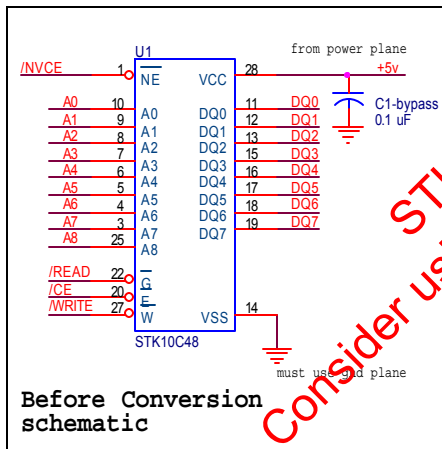 U1
from power plane
/NVCE 1 NE VCC 28 +5v
A0 10 A0 DQ0 11 DQ0
A1 9 A1 DQ1 12 DQ1
A2 8 A2 DQ2 13 DQ2
A3 7 A3 DQ3 15 DQ3
A4 6 A4 DQ4 16 DQ4
A5 5 A5 DQ5 17 DQ5
A6 4 A6 DQ6 18 DQ6
A7 3 A7 DQ7 19 DQ7
A8 25 A8
C1-bypass
0.1 uF
/READ 22 G
/CE 20 E
/WRITE 27 W VSS 14
STK10C48
must use gnd plane
Before Conversion
schematic
Consider